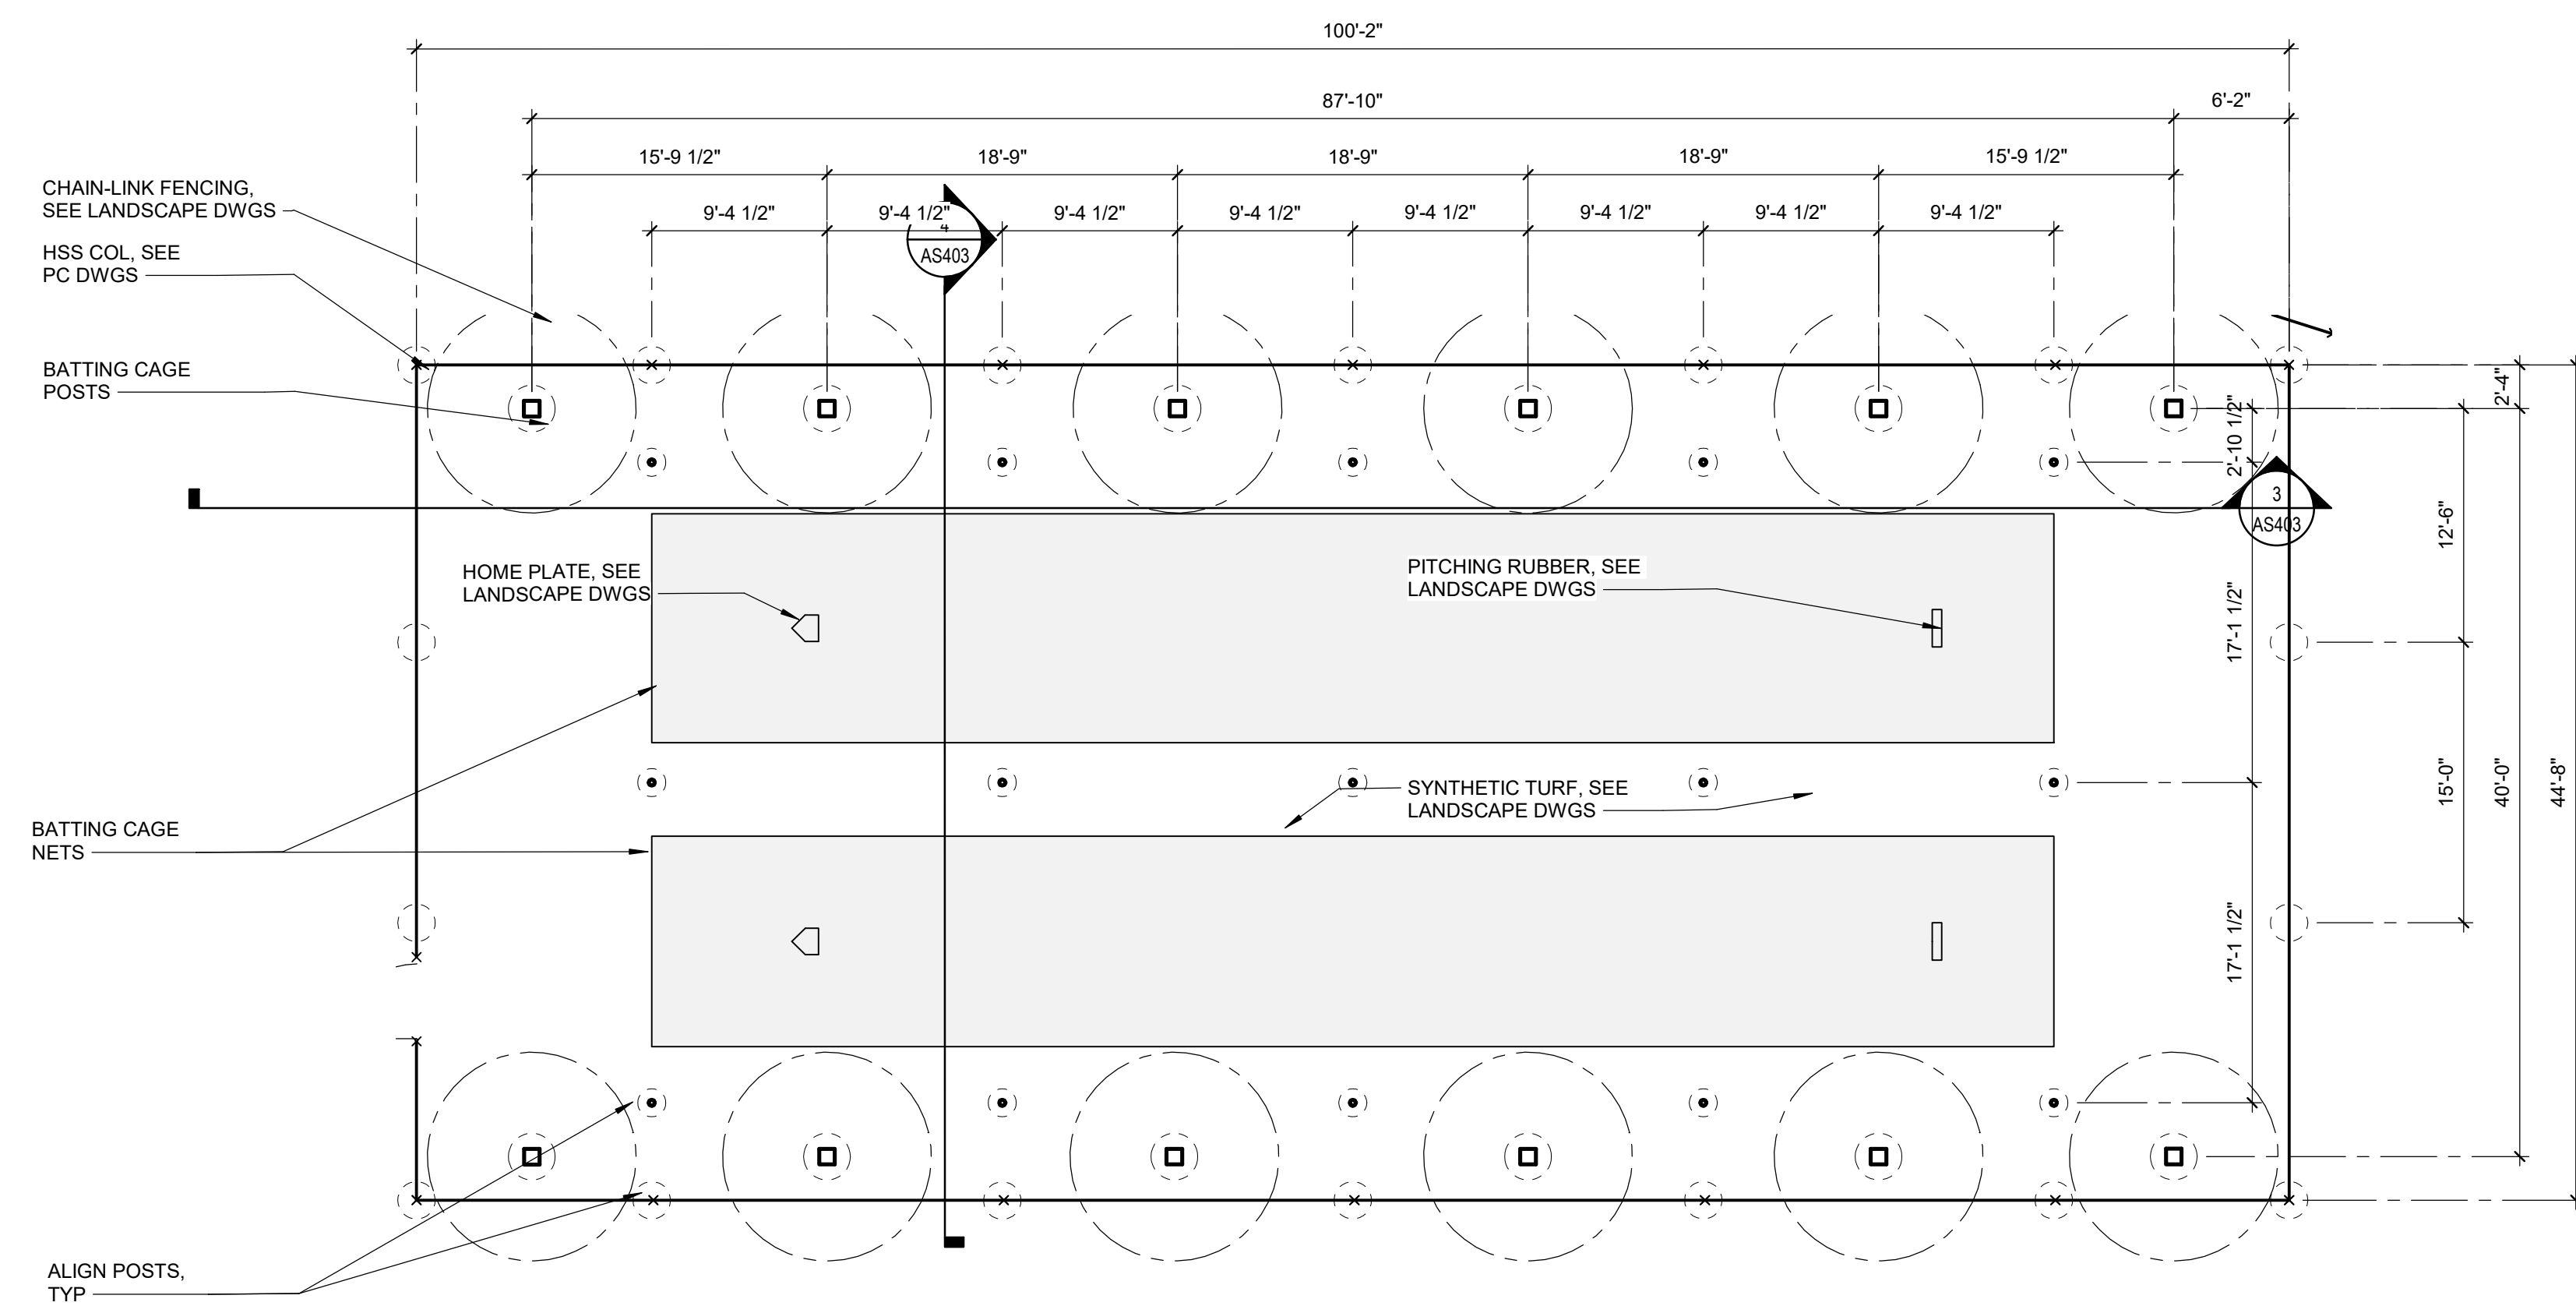 100'-2"
87'-10"
6'-2"
15'-9 1/2"
18'-9"
18'-9"
18'-9"
15'-9 1/2"
9'-4 1/2"
9'-4 1/2"
9'-4 1/2"
9'-4 1/2"
9'-4 1/2"
9'-4 1/2"
9'-4 1/2"
9'-4 1/2"
4
AS403
CHAIN-LINK FENCING,
SEE LANDSCAPE DWGS
HSS COL, SEE
PC DWGS
BATTING CAGE
POSTS
2'-4"
2'-10 1/2"
3
AS403
12'-6"
HOME PLATE, SEE
LANDSCAPE DWGS
PITCHING RUBBER, SEE
LANDSCAPE DWGS
17'-1 1/2"
SYNTHETIC TURF, SEE
LANDSCAPE DWGS
15'-0"
40'-0"
44'-8"
BATTING CAGE
NETS
17'-1 1/2"
ALIGN POSTS,
TYP